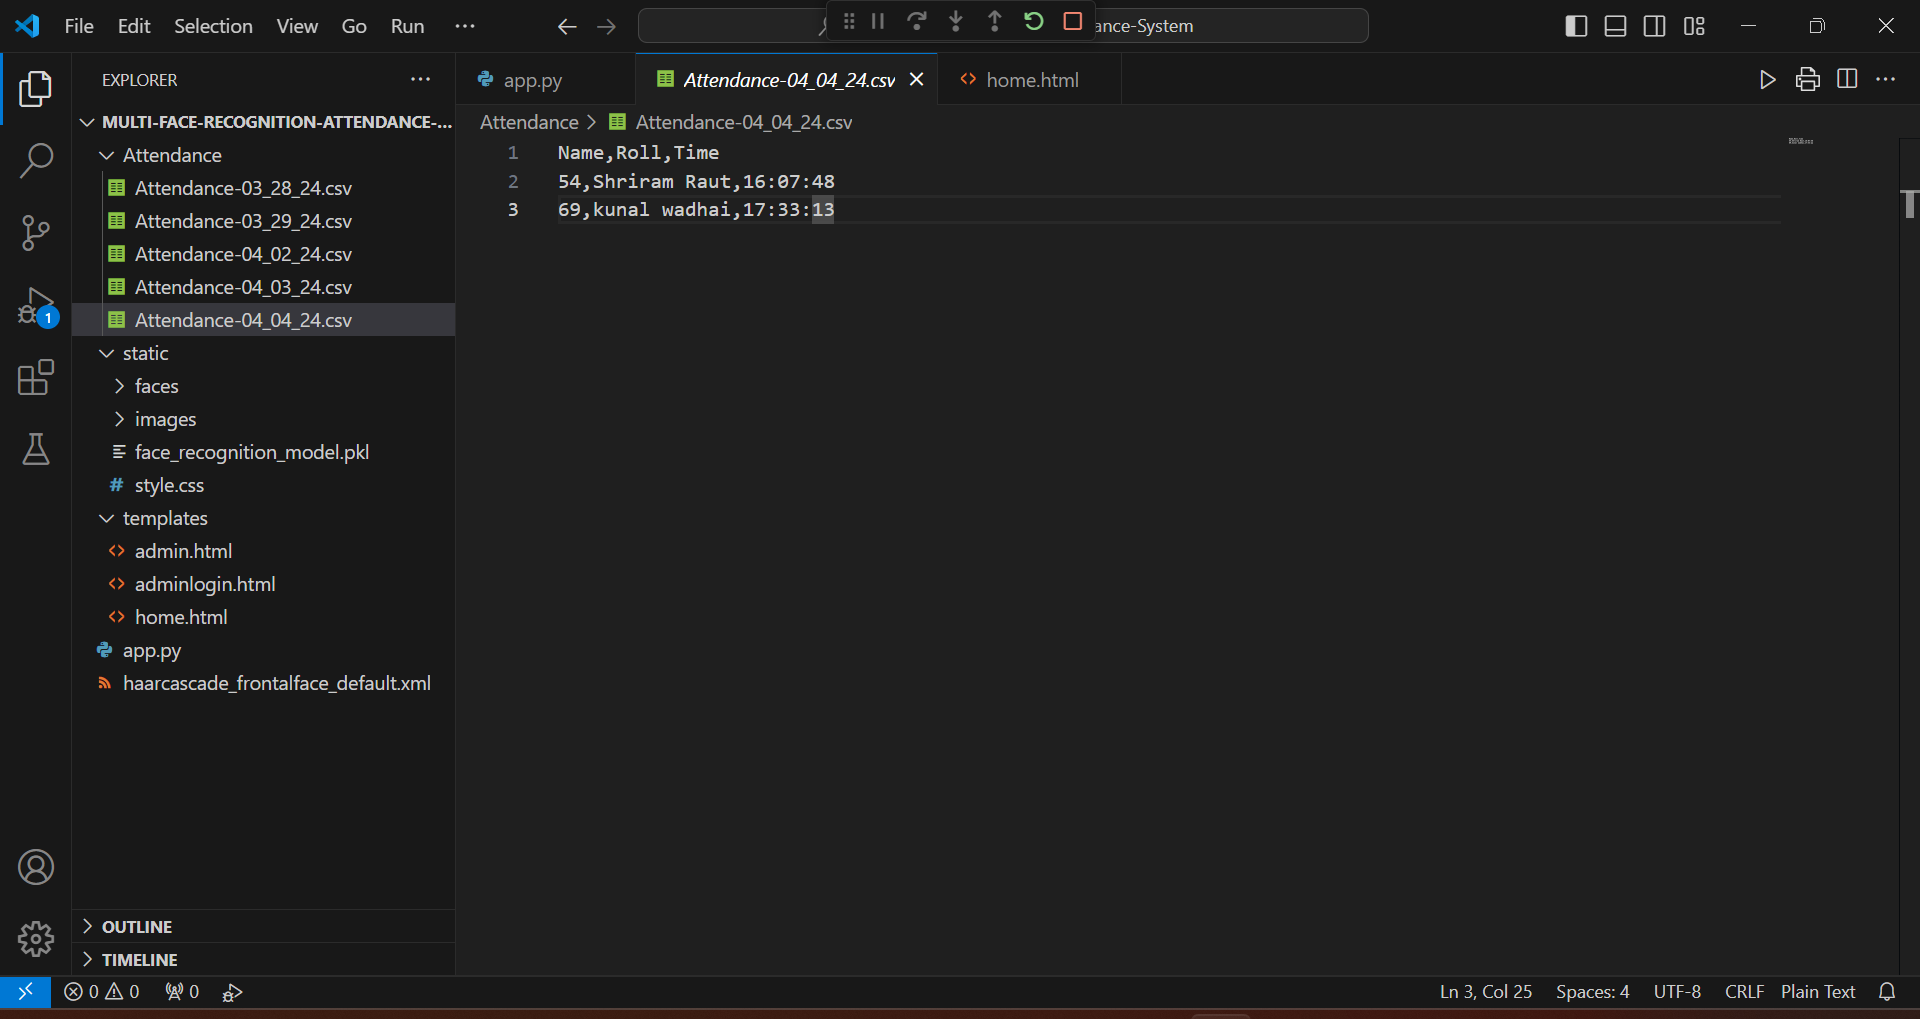 File Edit Selection View Go Run ···
ance-System
EXPLORER
MULTI-FACE-RECOGNITION-ATTENDANCE-...
Attendance
Attendance-03_28_24.csv
Attendance-03_29_24.csv
Attendance-04_02_24.csv
Attendance-04_03_24.csv
Attendance-04_04_24.csv
static
faces
images
face_recognition_model.pkl
style.css
templates
admin.html
adminlogin.html
home.html
app.py
haarcascade_frontalface_default.xml
OUTLINE
TIMELINE
1
app.py
Attendance-04_04_24.csv
home.html
Attendance > Attendance-04_04_24.csv
1 Name,Roll,Time
2 54,Shriram Raut,16:07:48
3 69,kunal wadhai,17:33:13
0 0 0
Ln 3, Col 25 Spaces: 4 UTF-8 CRLF Plain Text